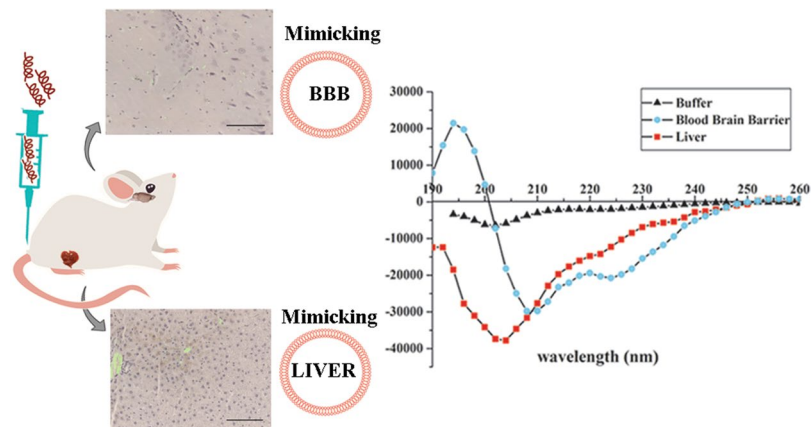 Mimicking
BBB
Mimicking
LIVER
30000
20000
10000
0
-10000
-20000
-30000
-40000
190
200
210
220
230
240
250
260
Buffer
Blood Brain Barrier
Liver
wavelength (nm)